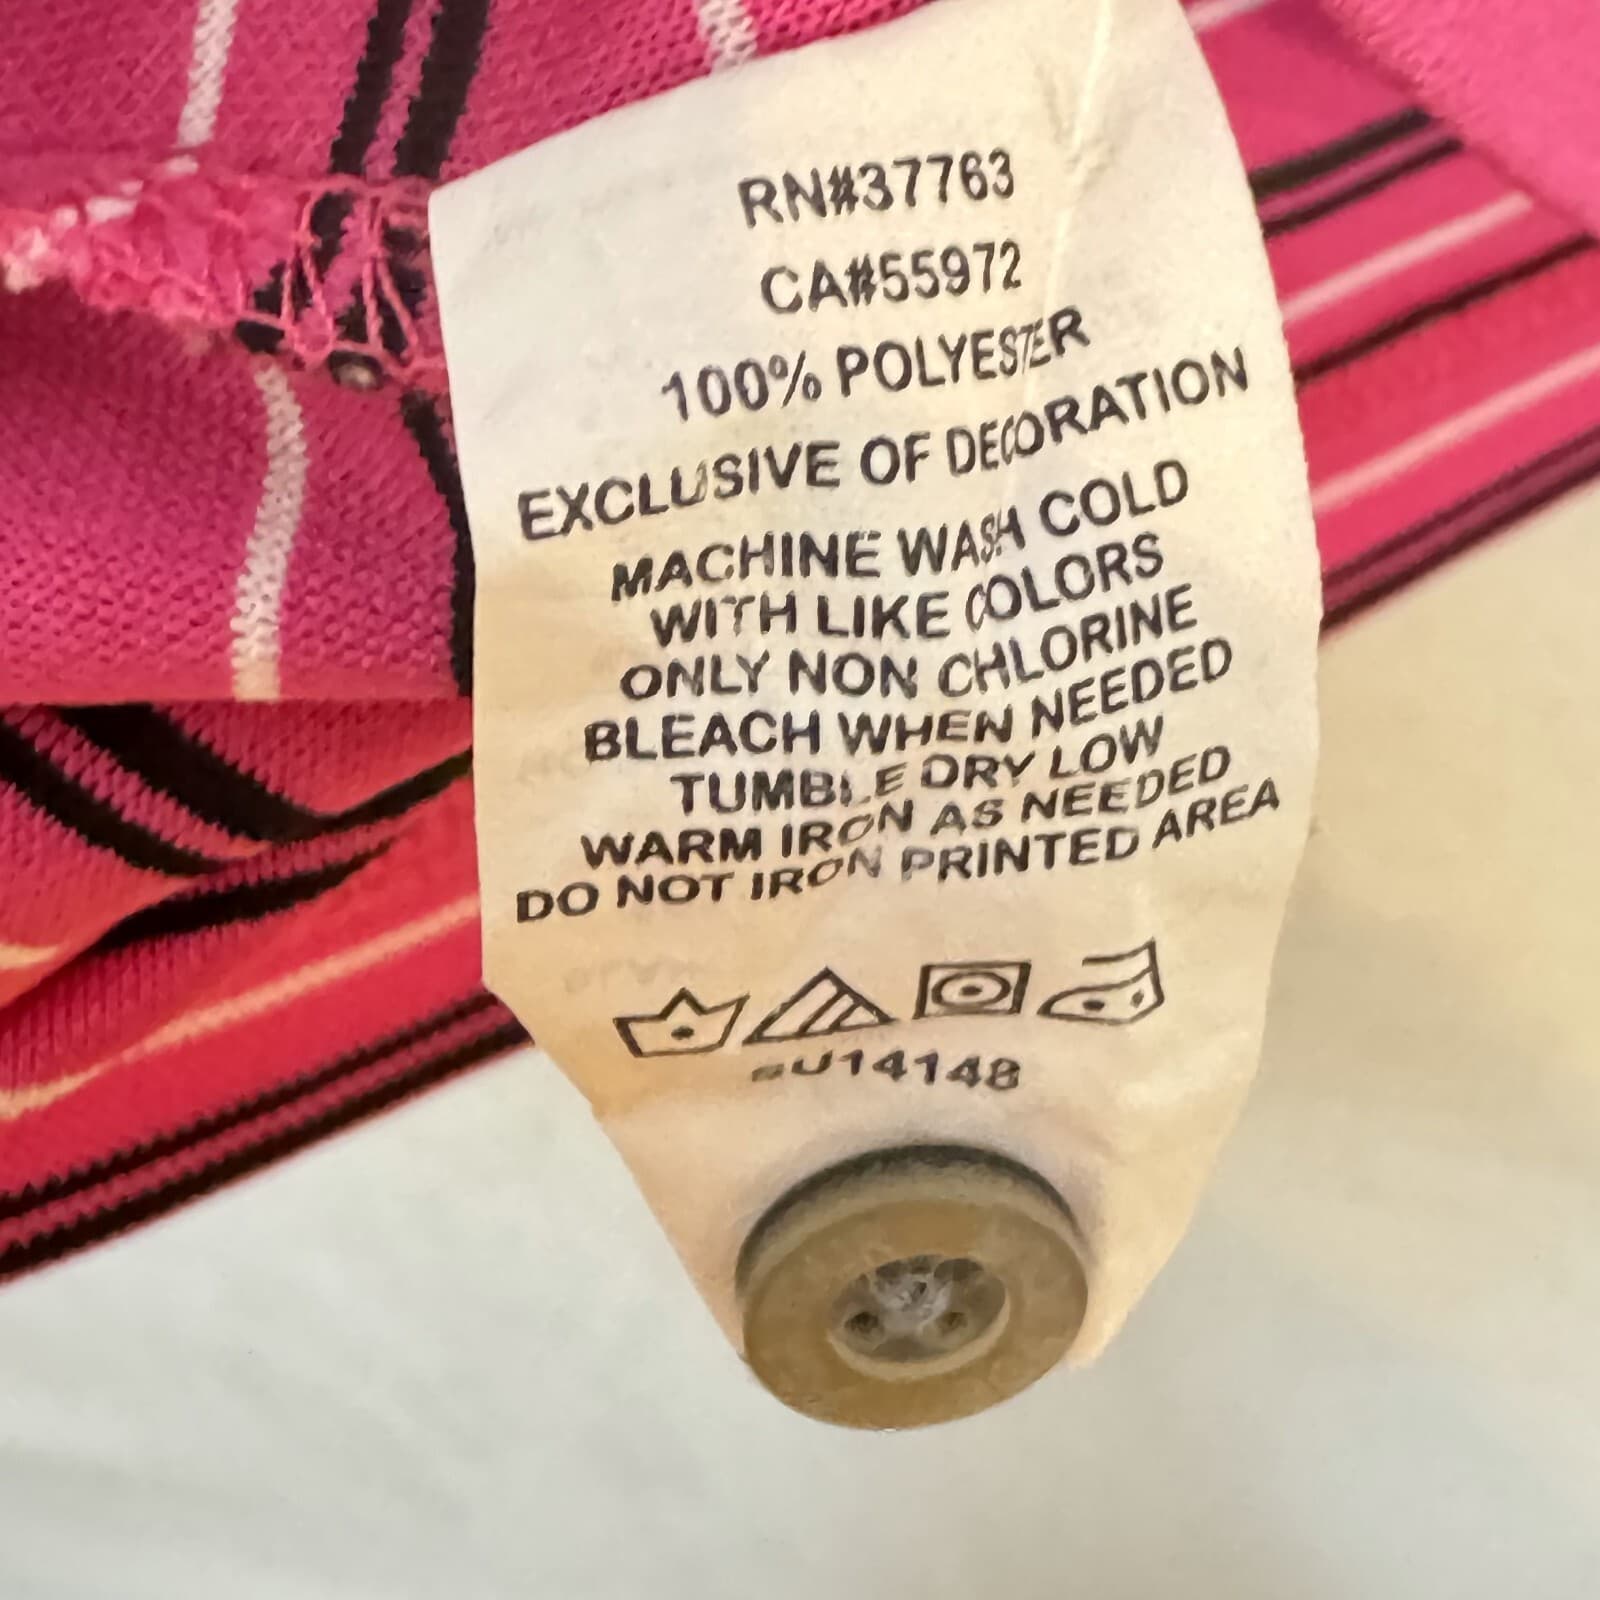 RN#37763
CA#55972
100% POLYESTER
EXCLUSIVE OF DECORATION
MACHINE WASH COLD
WITH LIKE COLORS
ONLY NON CHLORINE
BLEACH WHEN NEEDED
TUMBLE DRY LOW
WARM IRON AS NEEDED
DO NOT IRON PRINTED AREA